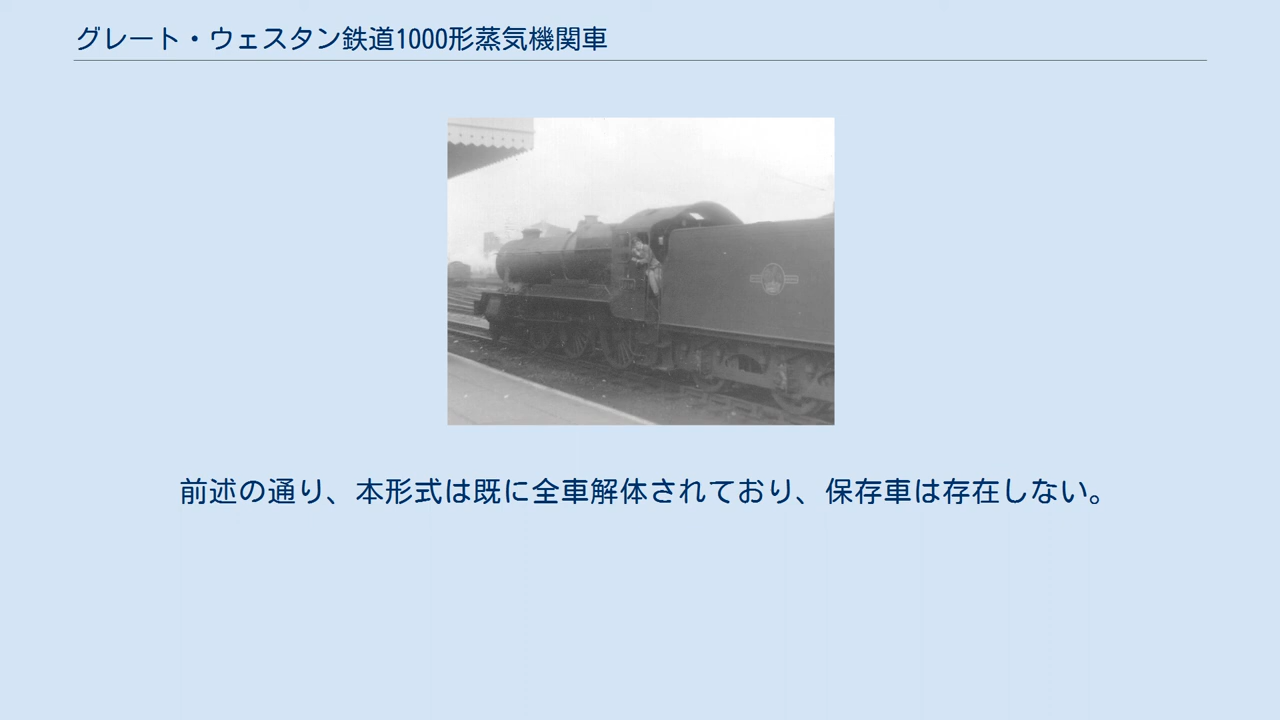 グレート・ウェスタン鉄道1000形蒸気機関車
前述の通り、本形式は既に全車解体されており、保存車は存在しない。